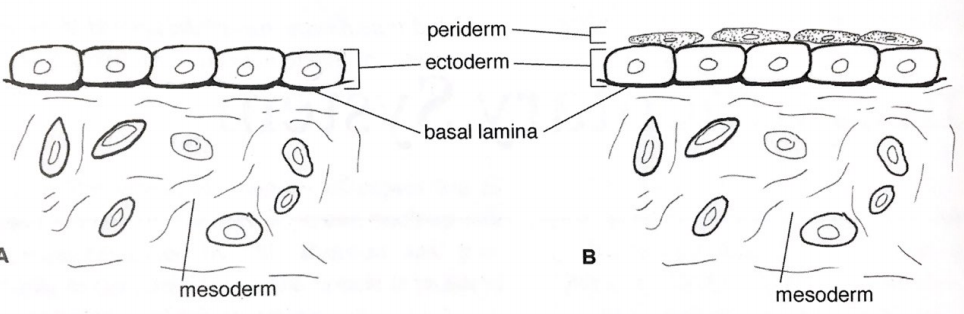 periderm
ectoderm
basal lamina
A
B
mesoderm
mesoderm